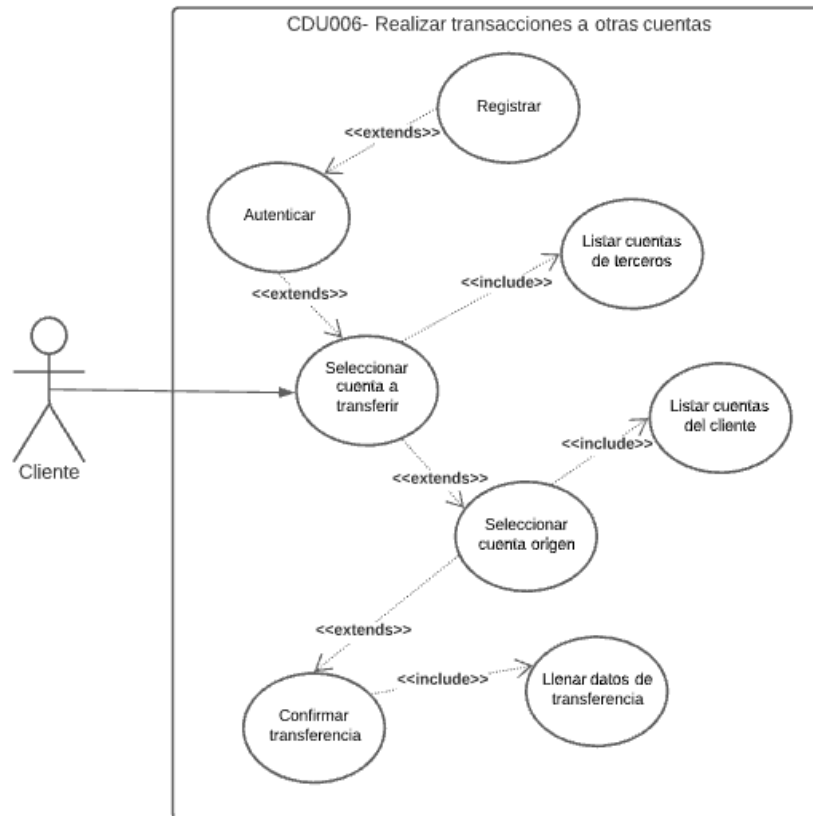 CDU006- Realizar transacciones a otras cuentas
Registrar
<<extends>>
Autenticar
Listar cuentas
de terceros
<<include>>
<<extends>>
Seleccionar
cuenta a
transferir
Listar cuentas
del cliente
<<include>>
Cliente
<<extends>>
Seleccionar
cuenta origen
<<extends>>
<<include>>
Llenar datos de
transferencia
Confirmar
transferencia